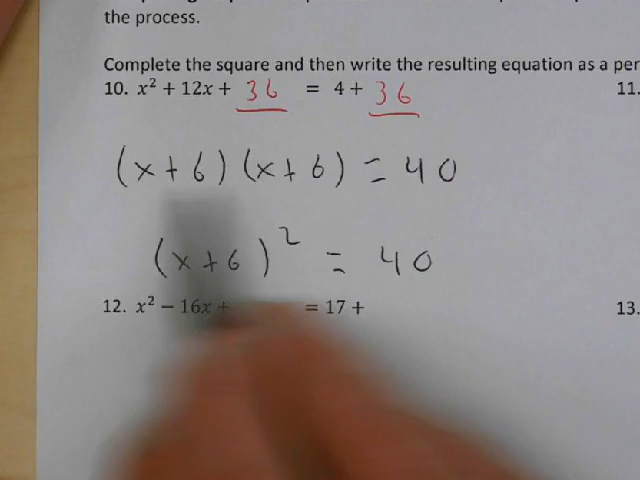 the process.
Complete the square and then write the resulting equation as a per
10. x² + 12x + 36 = 4 + 36 11.
(x+6)(x+6) = 40
(x+6)² = 40
12. x² − 16x + = 17 + 13.